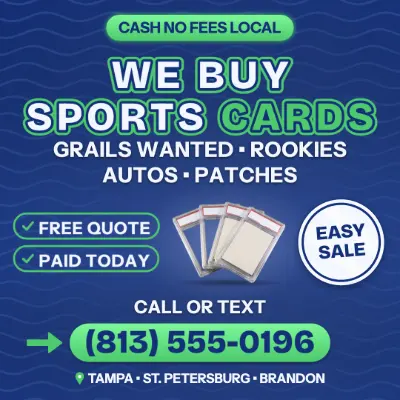 CASH NO FEES LOCAL
WE BUY
SPORTS CARDS
GRAILS WANTED ▪ ROOKIES
AUTOS ▪ PATCHES
FREE QUOTE
PAID TODAY
EASY
SALE
CALL OR TEXT
(813) 555-0196
TAMPA ▪ ST. PETERSBURG ▪ BRANDON